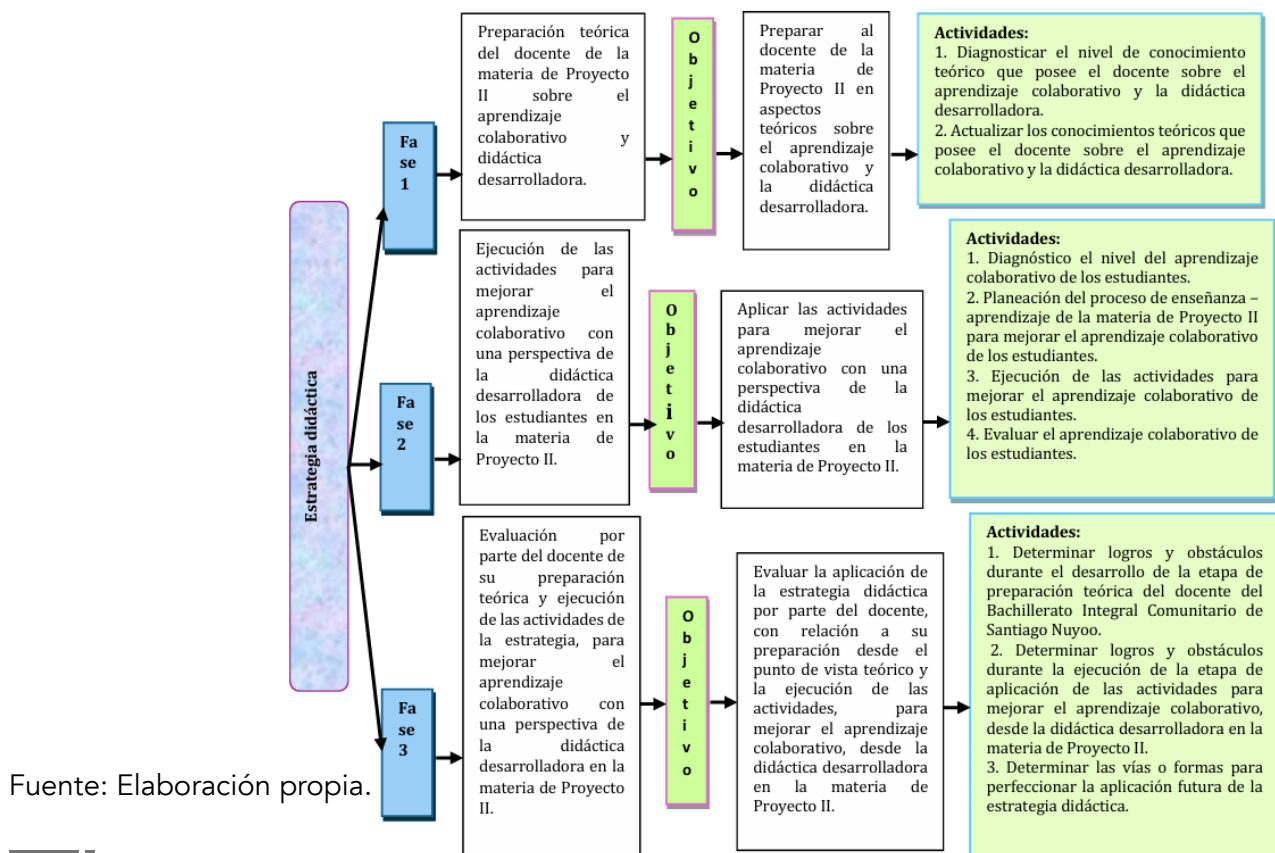 Estrategia didáctica
Fa
se
1
Preparación teórica
del docente de la
materia de Proyecto
II sobre el
aprendizaje
colaborativo y
didáctica
desarrolladora.
O
b
j
e
t
i
v
o
Preparar al
docente de la
materia de
Proyecto II en
aspectos
teóricos sobre
el aprendizaje
colaborativo y
la didáctica
desarrolladora.
Actividades:
1. Diagnosticar el nivel de conocimiento
teórico que posee el docente sobre el
aprendizaje colaborativo y la didáctica
desarrolladora.
2. Actualizar los conocimientos teóricos que
posee el docente sobre el aprendizaje
colaborativo y la didáctica desarrolladora.
Fa
se
2
Ejecución de las
actividades para
mejorar el
aprendizaje
colaborativo con
una perspectiva de
la didáctica
desarrolladora de
los estudiantes en
la materia de
Proyecto II.
O
b
j
e
t
i
v
o
Aplicar las actividades
para mejorar el
aprendizaje
colaborativo con una
perspectiva de la
didáctica
desarrolladora de los
estudiantes en la
materia de Proyecto II.
Actividades:
1. Diagnóstico el nivel del aprendizaje
colaborativo de los estudiantes.
2. Planeación del proceso de enseñanza –
aprendizaje de la materia de Proyecto II
para mejorar el aprendizaje colaborativo
de los estudiantes.
3. Ejecución de las actividades para
mejorar el aprendizaje colaborativo de
los estudiantes.
4. Evaluar el aprendizaje colaborativo de
los estudiantes.
Fa
se
3
Evaluación por
parte del docente de
su preparación
teórica y ejecución
de las actividades de
la estrategia, para
mejorar el
aprendizaje
colaborativo con
una perspectiva de
la didáctica
desarrolladora en la
materia de Proyecto
II.
O
b
j
e
t
i
v
o
Evaluar la aplicación de
la estrategia didáctica
por parte del docente,
con relación a su
preparación desde el
punto de vista teórico y
la ejecución de las
actividades, para
mejorar el aprendizaje
colaborativo, desde la
didáctica desarrolladora
en la materia de
Proyecto II.
Actividades:
1. Determinar logros y obstáculos
durante el desarrollo de la etapa de
preparación teórica del docente del
Bachillerato Integral Comunitario de
Santiago Nuyoo.
2. Determinar logros y obstáculos
durante la ejecución de la etapa de
aplicación de las actividades para
mejorar el aprendizaje colaborativo,
desde la didáctica desarrolladora en la
materia de Proyecto II.
3. Determinar las vías o formas para
perfeccionar la aplicación futura de la
estrategia didáctica.
Fuente: Elaboración propia.